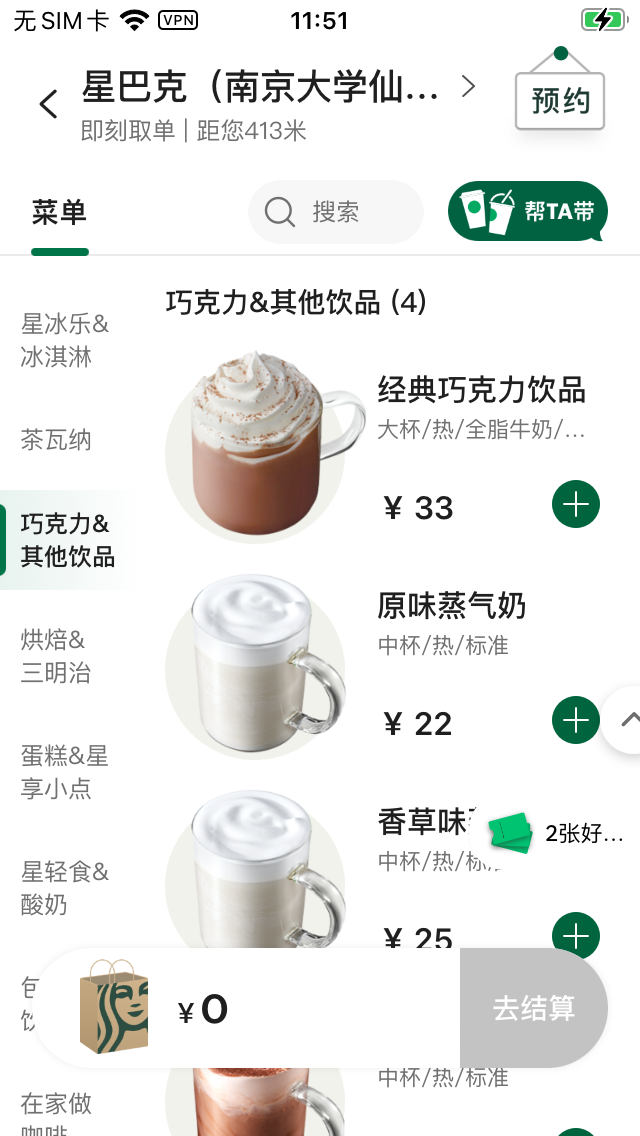 无SIM卡 VPN 11:51
星巴克（南京大学仙...
即刻取单 | 距您413米
预约
菜单
搜索
帮TA带
巧克力&其他饮品 (4)
星冰乐&
冰淇淋
茶瓦纳
巧克力&
其他饮品
烘焙&
三明治
蛋糕&星
享小点
星轻食&
酸奶
包
饮
在家做
咖啡
经典巧克力饮品
大杯/热/全脂牛奶/...
¥ 33
原味蒸气奶
中杯/热/标准
¥ 22
香草味
中杯/热/标
2张好...
¥ 25
¥ 0
去结算
中杯/热/标准